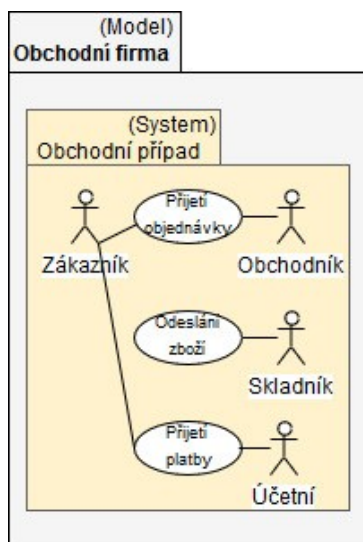 (Model)
Obchodní firma
(System)
Obchodní případ
Přijetí
objednávky
Zákazník
Obchodník
Odeslání
zboží
Skladník
Přijetí
platby
Účetní